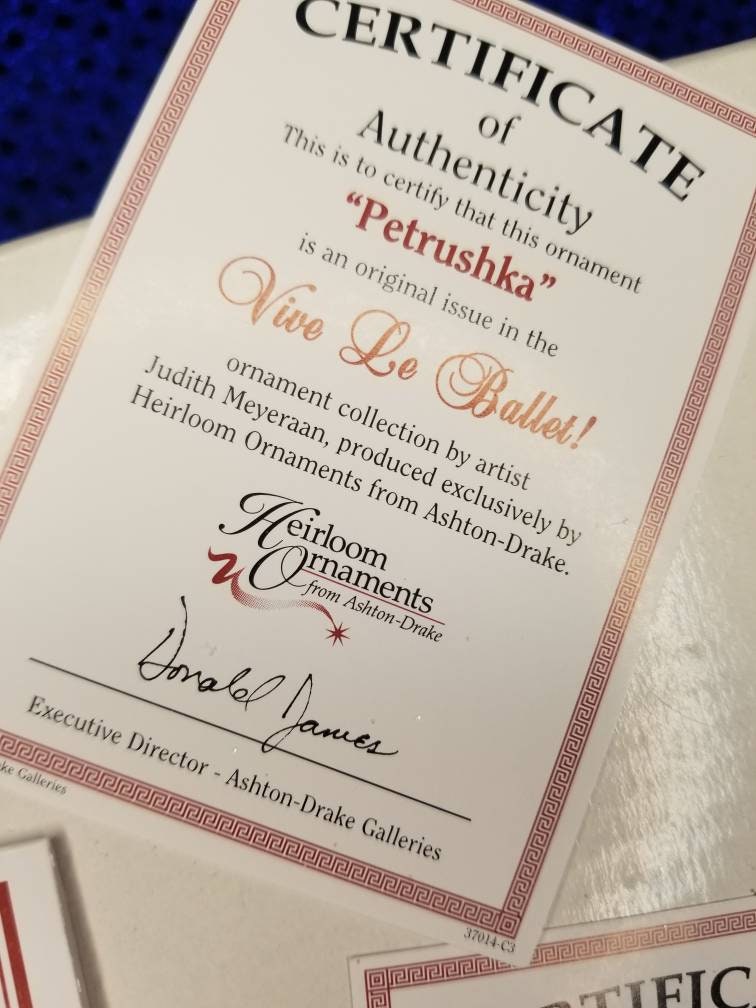 CERTIFICATE
of
Authenticity
This is to certify that this ornament
"Petrushka"
is an original issue in the
Vive Le Ballet!
ornament collection by artist
Judith Meyeraan, produced exclusively by
Heirloom Ornaments from Ashton-Drake.
Heirloom
Ornaments
from Ashton-Drake
Donald James
Executive Director - Ashton-Drake Galleries
Galleries
37014-C3